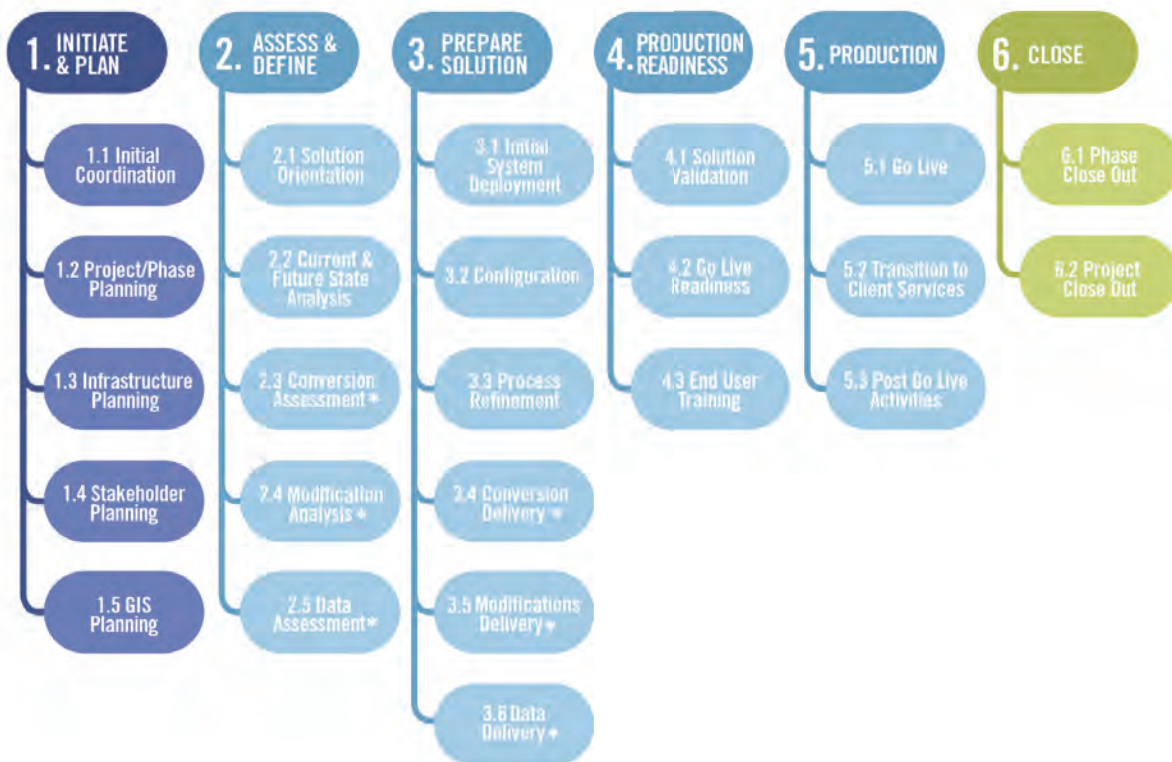 1. INITIATE
& PLAN
1.1 Initial
Coordination
1.2 Project/Phase
Planning
1.3 Infrastructure
Planning
1.4 Stakeholder
Planning
1.5 GIS
Planning
2. ASSESS &
DEFINE
2.1 Solution
Orientation
2.2 Current &
Future State
Analysis
2.3 Conversion
Assessment*
2.4 Modification
Analysis*
2.5 Data
Assessment*
3. PREPARE
SOLUTION
3.1 Initial
System
Deployment
3.2 Configuration
3.3 Process
Refinement
3.4 Conversion
Delivery*
3.5 Modifications
Delivery*
3.6 Data
Delivery*
4. PRODUCTION
READINESS
4.1 Solution
Validation
4.2 Go Live
Readiness
4.3 End User
Training
5. PRODUCTION
5.1 Go Live
5.2 Transition to
Client Services
5.3 Post Go Live
Activities
6. CLOSE
6.1 Phase
Close Out
6.2 Project
Close Out